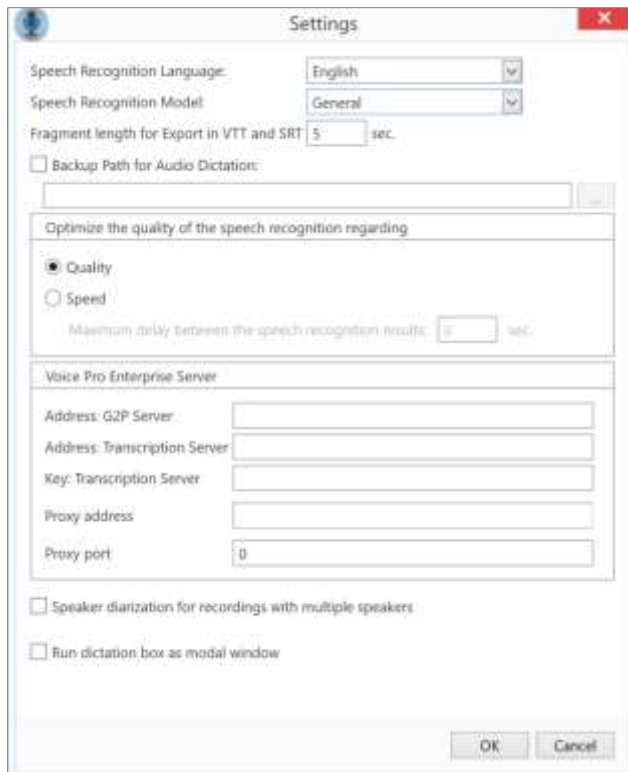 Settings
Speech Recognition Language: English
Speech Recognition Model: General
Fragment length for Export in VTT and SRT 5 sec.
Backup Path for Audio Dictation:
...
Optimize the quality of the speech recognition regarding
Quality
Speed
Maximum delay between the speech recognition results: sec.
Voice Pro Enterprise Server
Address: G2P Server
Address: Transcription Server
Key: Transcription Server
Proxy address
Proxy port 0
Speaker diarization for recordings with multiple speakers
Run dictation box as modal window
OK Cancel